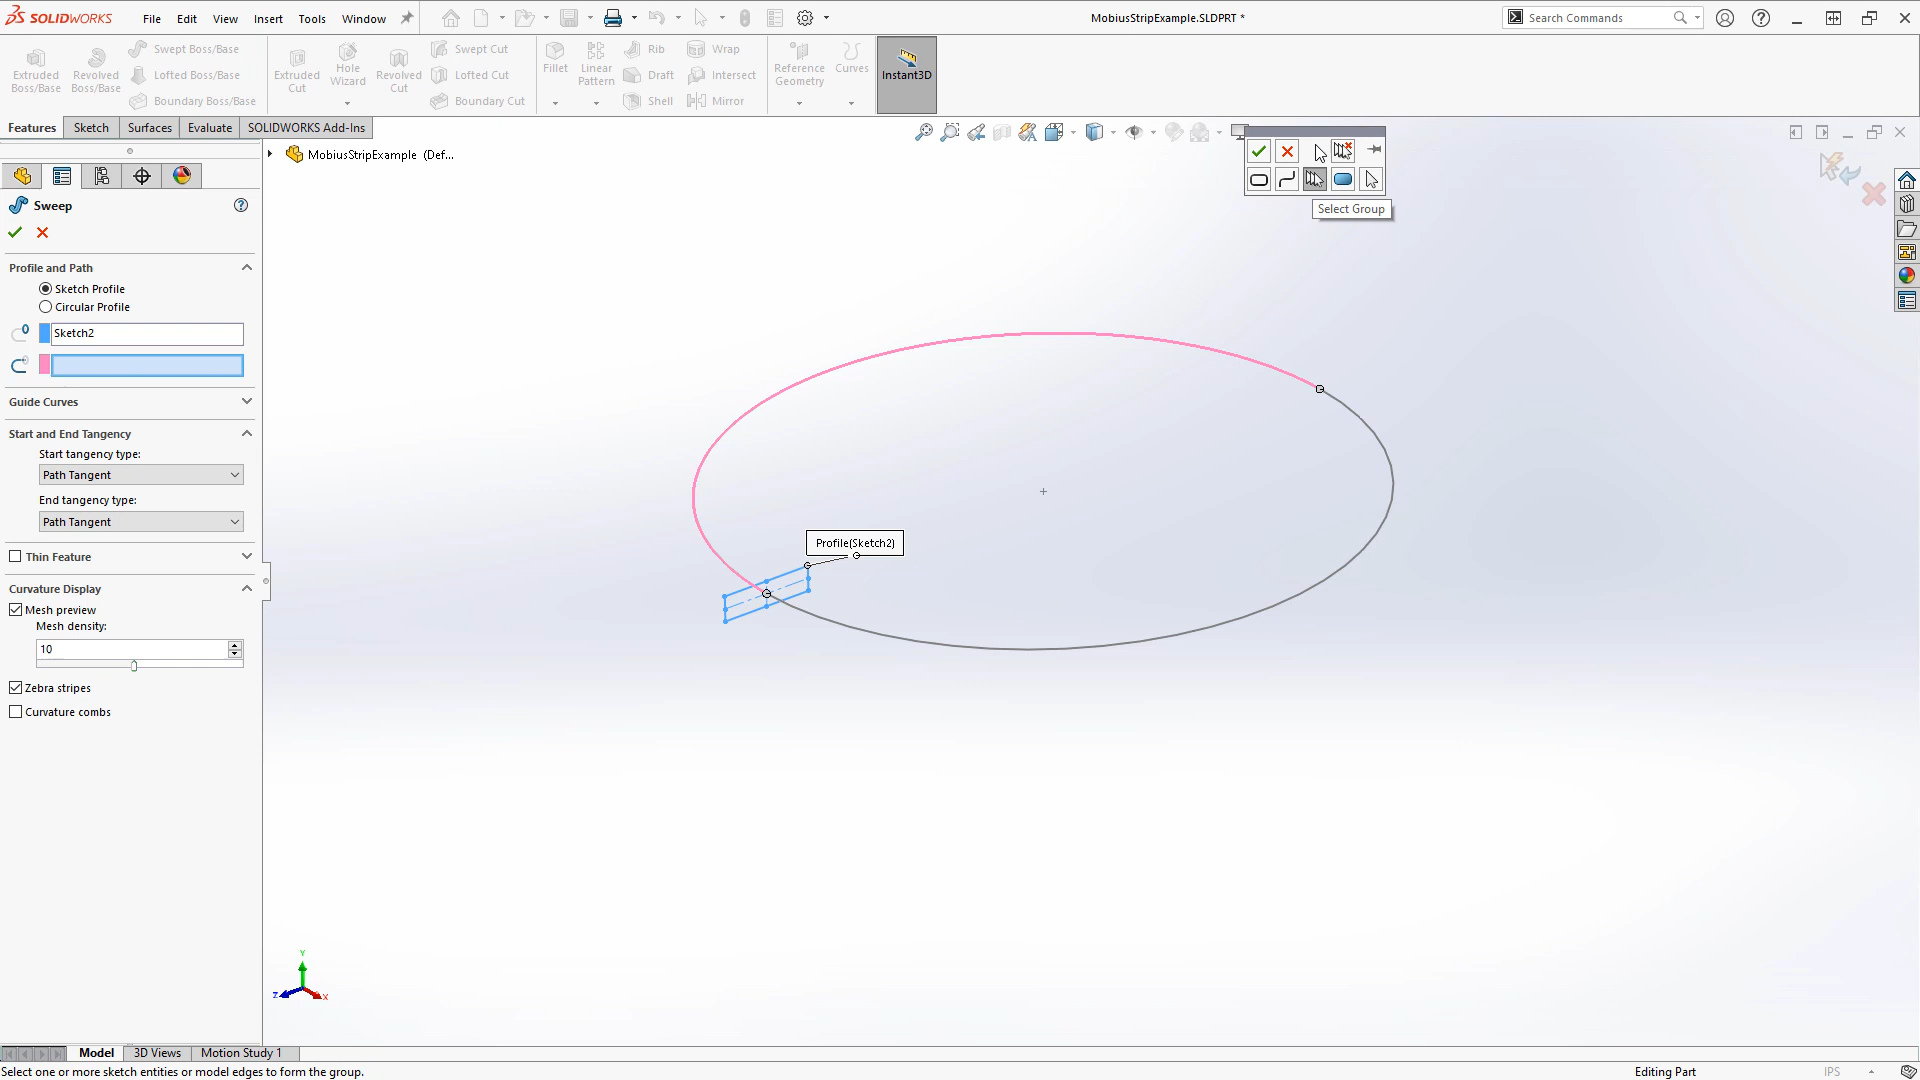 SOLIDWORKS File Edit View Insert Tools Window
MobiusStripExample.SLDPRT *
Search Commands
Extruded Boss/Base
Revolved Boss/Base
Swept Boss/Base
Lofted Boss/Base
Boundary Boss/Base
Extruded Cut
Hole Wizard
Revolved Cut
Swept Cut
Lofted Cut
Boundary Cut
Fillet
Linear Pattern
Rib
Draft
Shell
Wrap
Intersect
Mirror
Reference Geometry
Curves
Instant3D
Features Sketch Surfaces Evaluate SOLIDWORKS Add-Ins
MobiusStripExample (Def...
Select Group
Sweep
Profile and Path
Sketch Profile
Circular Profile
Sketch2
Guide Curves
Start and End Tangency
Start tangency type:
Path Tangent
End tangency type:
Path Tangent
Thin Feature
Curvature Display
Mesh preview
Mesh density:
10
Zebra stripes
Curvature combs
Profile(Sketch2)
Y
Z
X
Model 3D Views Motion Study 1
Select one or more sketch entities or model edges to form the group.
Editing Part
IPS